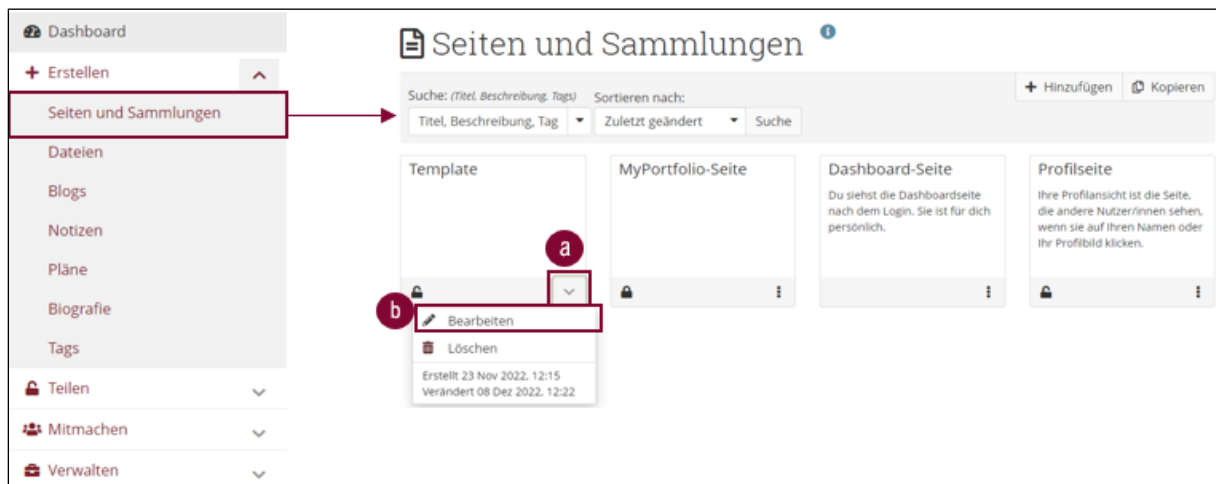 Dashboard
Erstellen
Seiten und Sammlungen
Dateien
Blogs
Notizen
Pläne
Biografie
Tags
Teilen
Mitmachen
Verwalten
Seiten und Sammlungen
Hinzufügen Kopieren
Suche: (Titel, Beschreibung, Tags) Sortieren nach:
Titel, Beschreibung, Tag Zuletzt geändert Suche
Template
a
b
Bearbeiten
Löschen
Erstellt 23 Nov 2022, 12:15
Verändert 08 Dez 2022, 12:22
MyPortfolio-Seite
Dashboard-Seite
Du siehst die Dashboardseite
nach dem Login. Sie ist für dich
persönlich.
Profilseite
Ihre Profilansicht ist die Seite,
die andere Nutzer/innen sehen,
wenn sie auf Ihren Namen oder
Ihr Profilbild klicken.